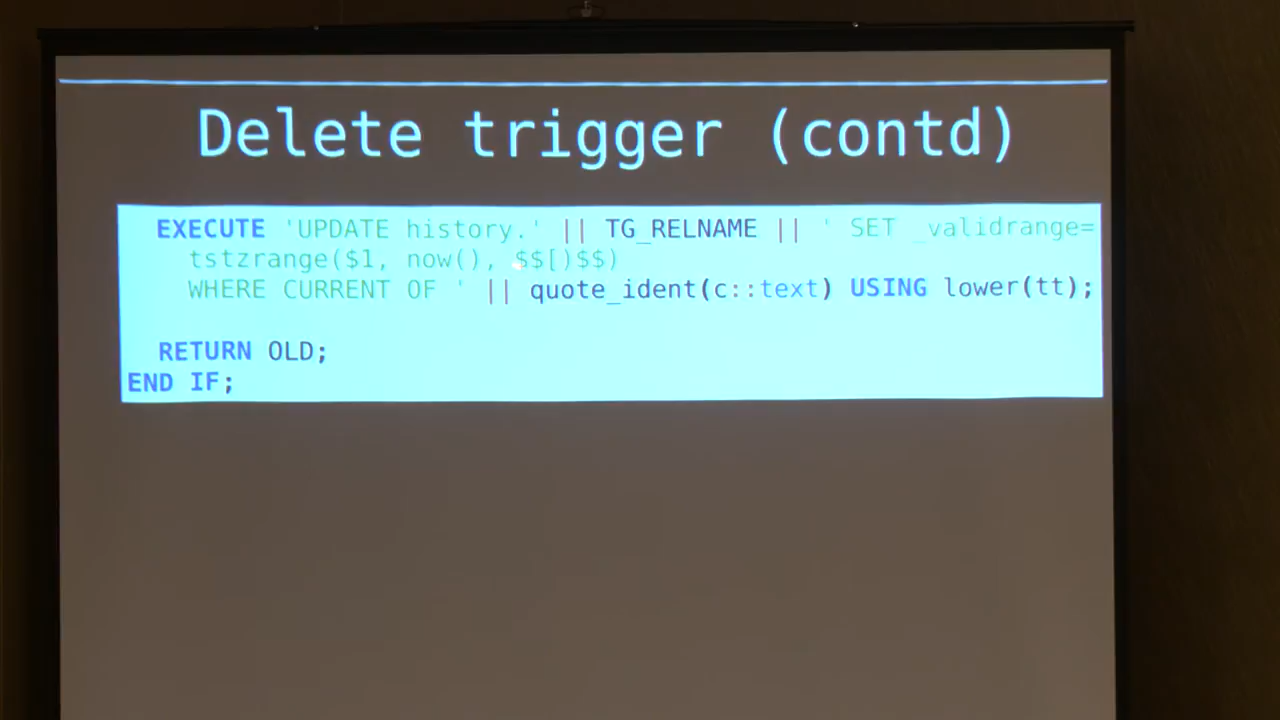 Delete trigger (contd)
EXECUTE 'UPDATE history.' || TG_RELNAME || ' SET _validrange=
tstzrange($1, now(), $$[)$$)
WHERE CURRENT OF ' || quote_ident(c::text) USING lower(tt);
RETURN OLD;
END IF;